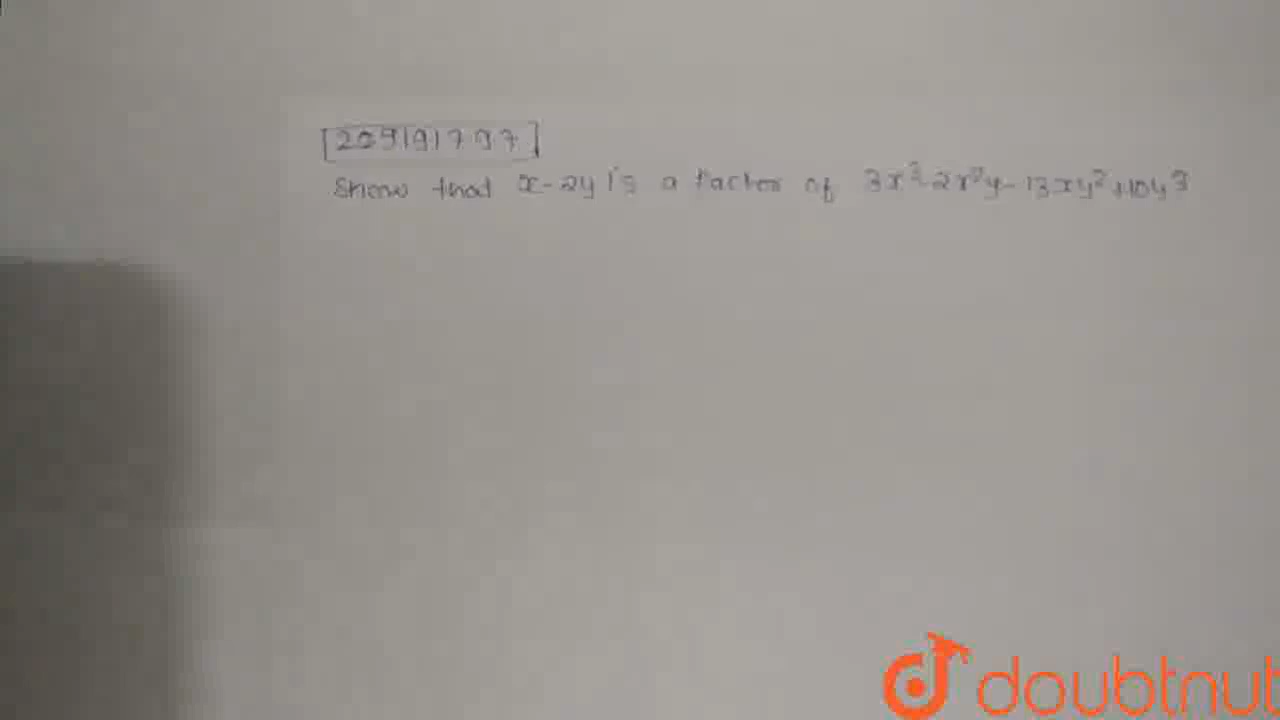 [209191797]
Show that x-2y is a factor of 3x³-2x²y-13xy²+10y³
doubtnut